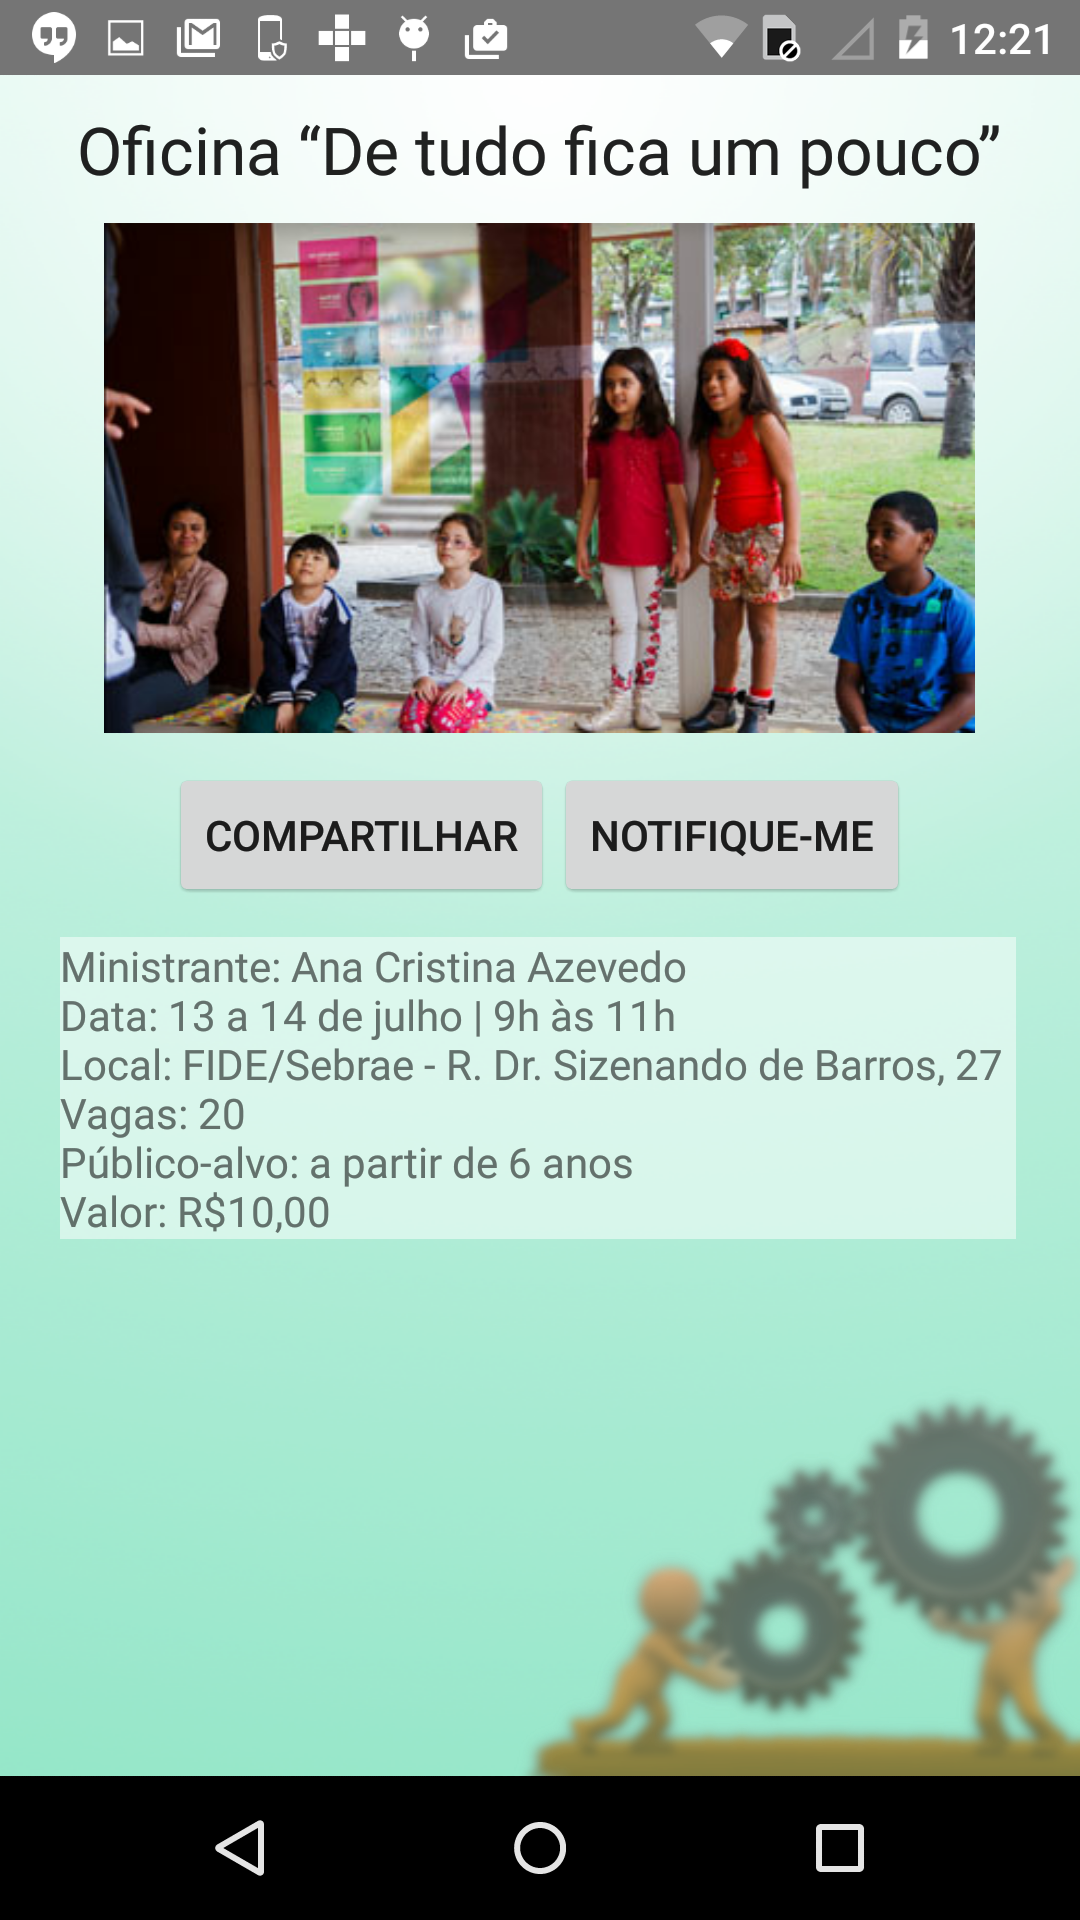 12:21
Oficina “De tudo fica um pouco”
COMPARTILHAR
NOTIFIQUE-ME
Ministrante: Ana Cristina Azevedo
Data: 13 a 14 de julho | 9h às 11h
Local: FIDE/Sebrae - R. Dr. Sizenando de Barros, 27
Vagas: 20
Público-alvo: a partir de 6 anos
Valor: R$10,00